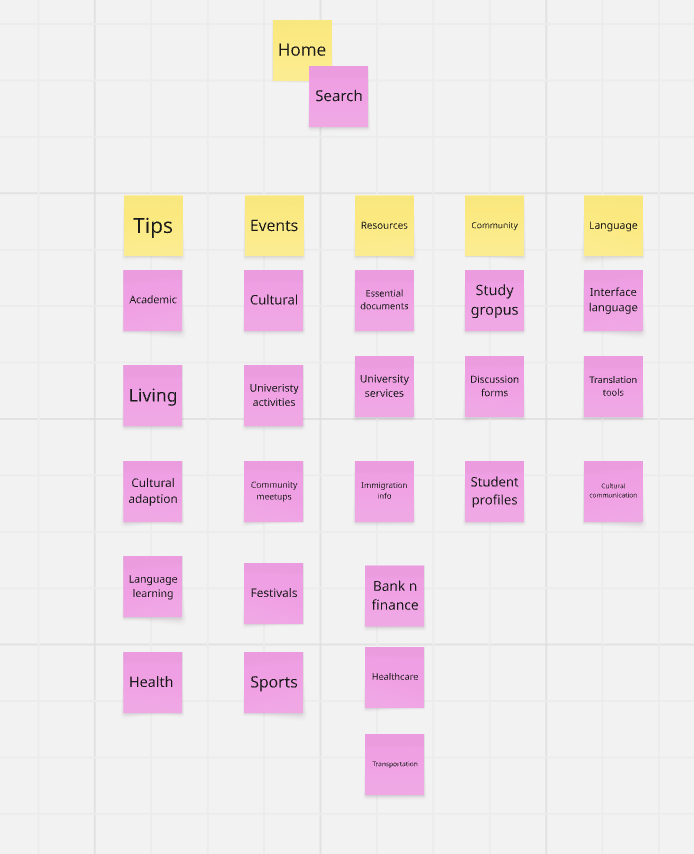 Home
Search
Tips
Events
Resources
Community
Language
Academic
Cultural
Essential
documents
Study
gropus
Interface
language
Living
Univeristy
activities
University
services
Discussion
forms
Translation
tools
Cultural
adaption
Community
meetups
Immigration
info
Student
profiles
Cultural
communication
Language
learning
Festivals
Bank n
finance
Health
Sports
Healthcare
Transportation